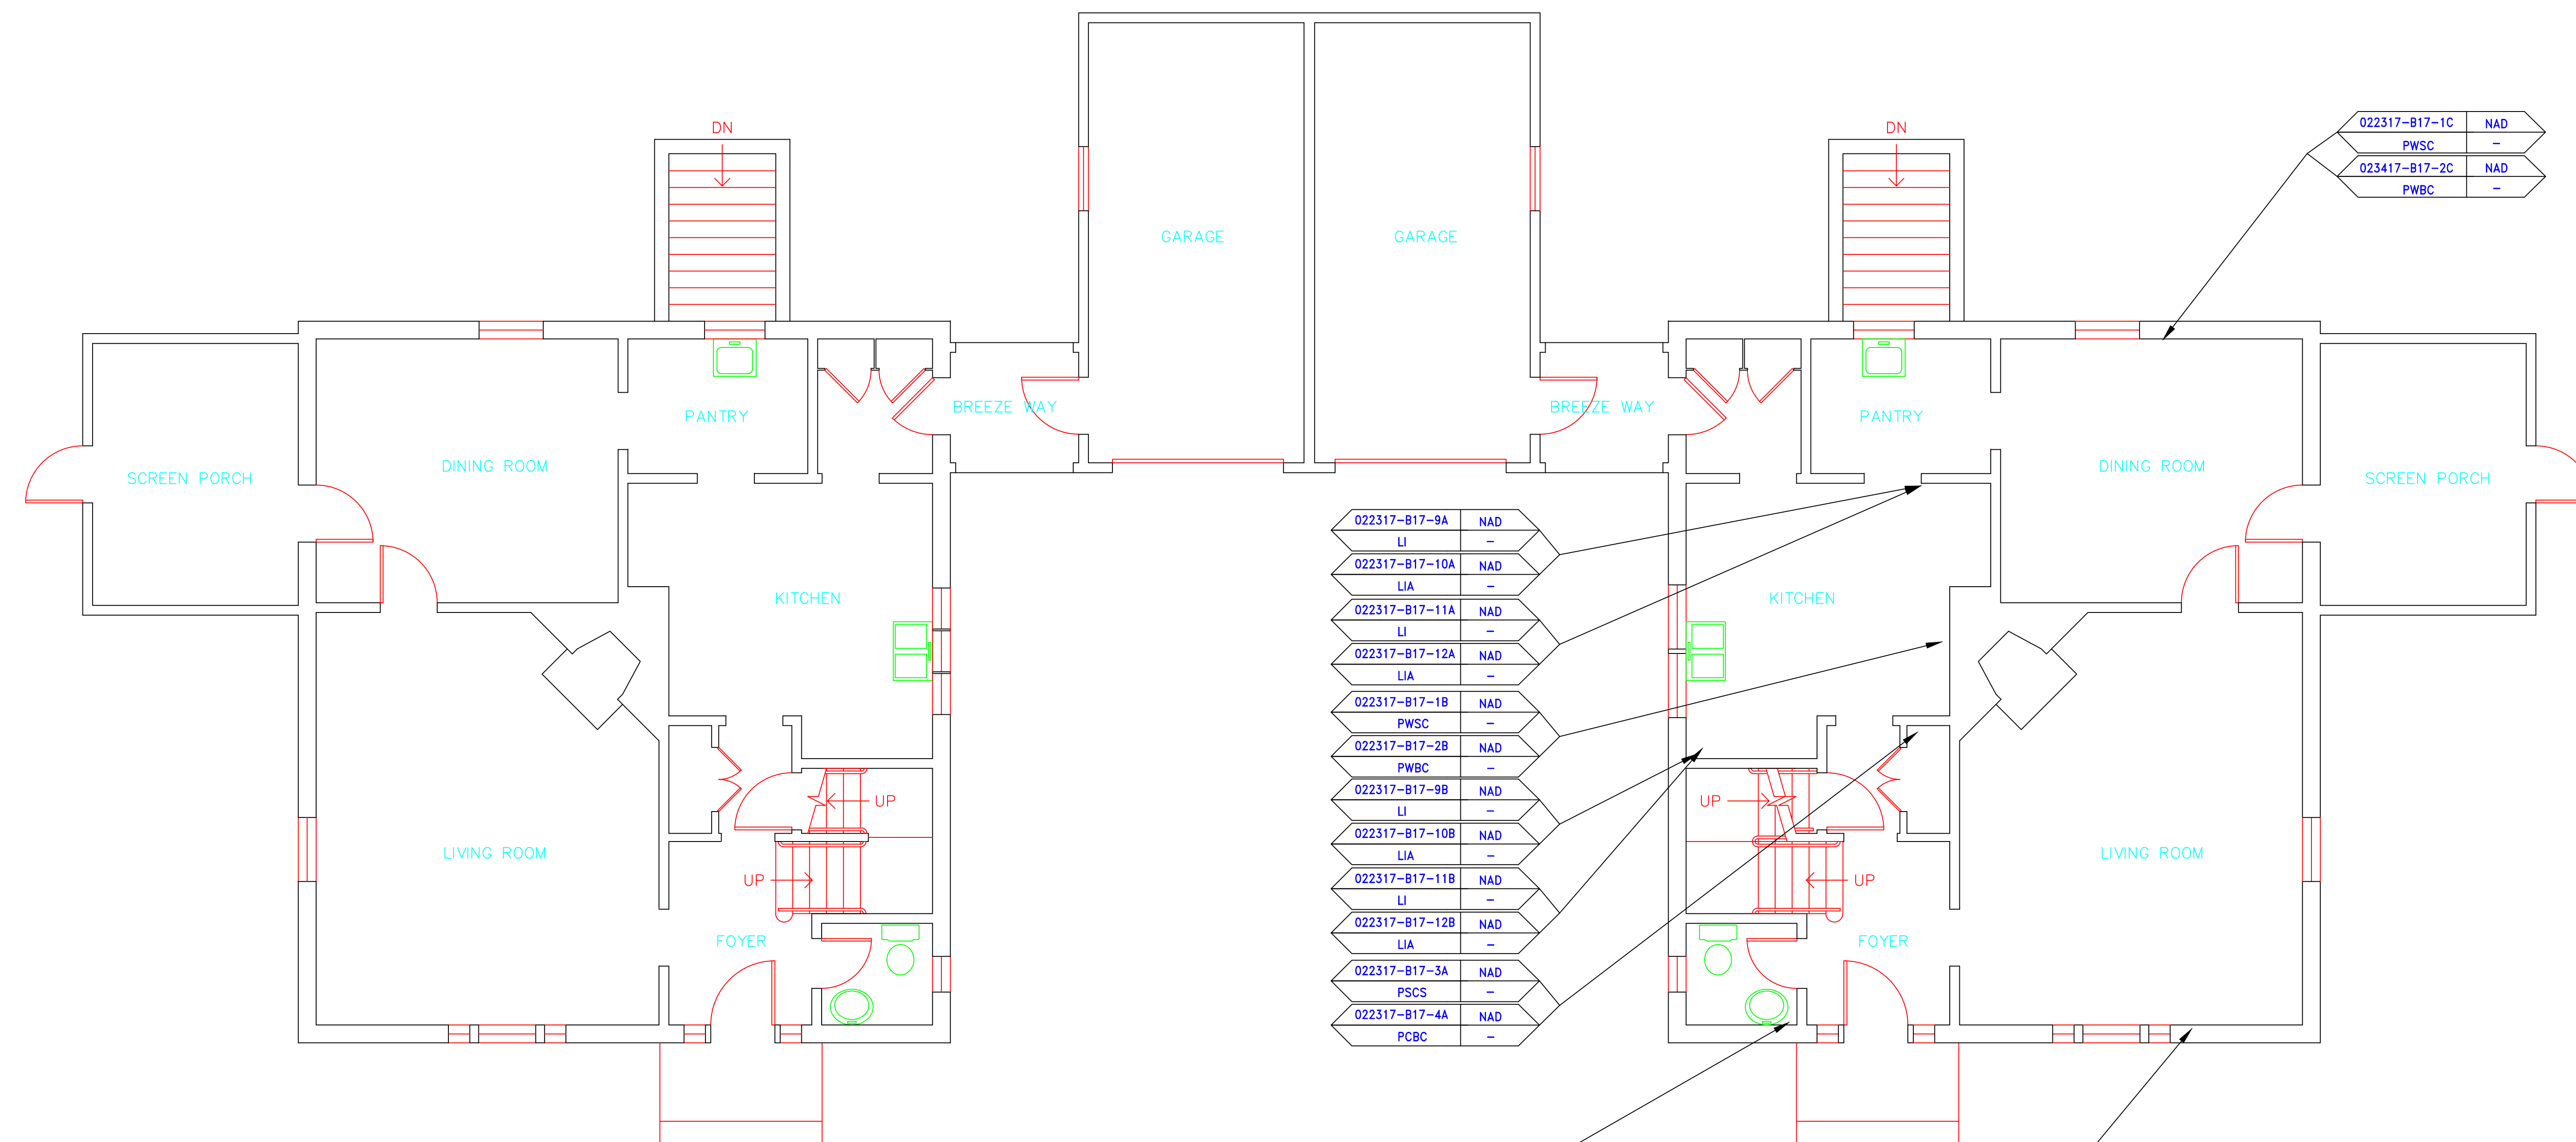 DN
DN
022317-B17-1C NAD
PWSC -
023417-B17-2C NAD
PWBC -
GARAGE
GARAGE
BREEZE WAY
BREEZE WAY
PANTRY
PANTRY
DINING ROOM
DINING ROOM
SCREEN PORCH
SCREEN PORCH
022317-B17-9A NAD
LI -
022317-B17-10A NAD
LIA -
KITCHEN
KITCHEN
022317-B17-11A NAD
LI -
022317-B17-12A NAD
LIA -
022317-B17-1B NAD
PWSC -
022317-B17-2B NAD
PWBC -
022317-B17-9B NAD
LI -
UP
UP
022317-B17-10B NAD
LIA -
LIVING ROOM
LIVING ROOM
022317-B17-11B NAD
LI -
UP
UP
022317-B17-12B NAD
LIA -
FOYER
FOYER
022317-B17-3A NAD
PSCS -
022317-B17-4A NAD
PCBC -